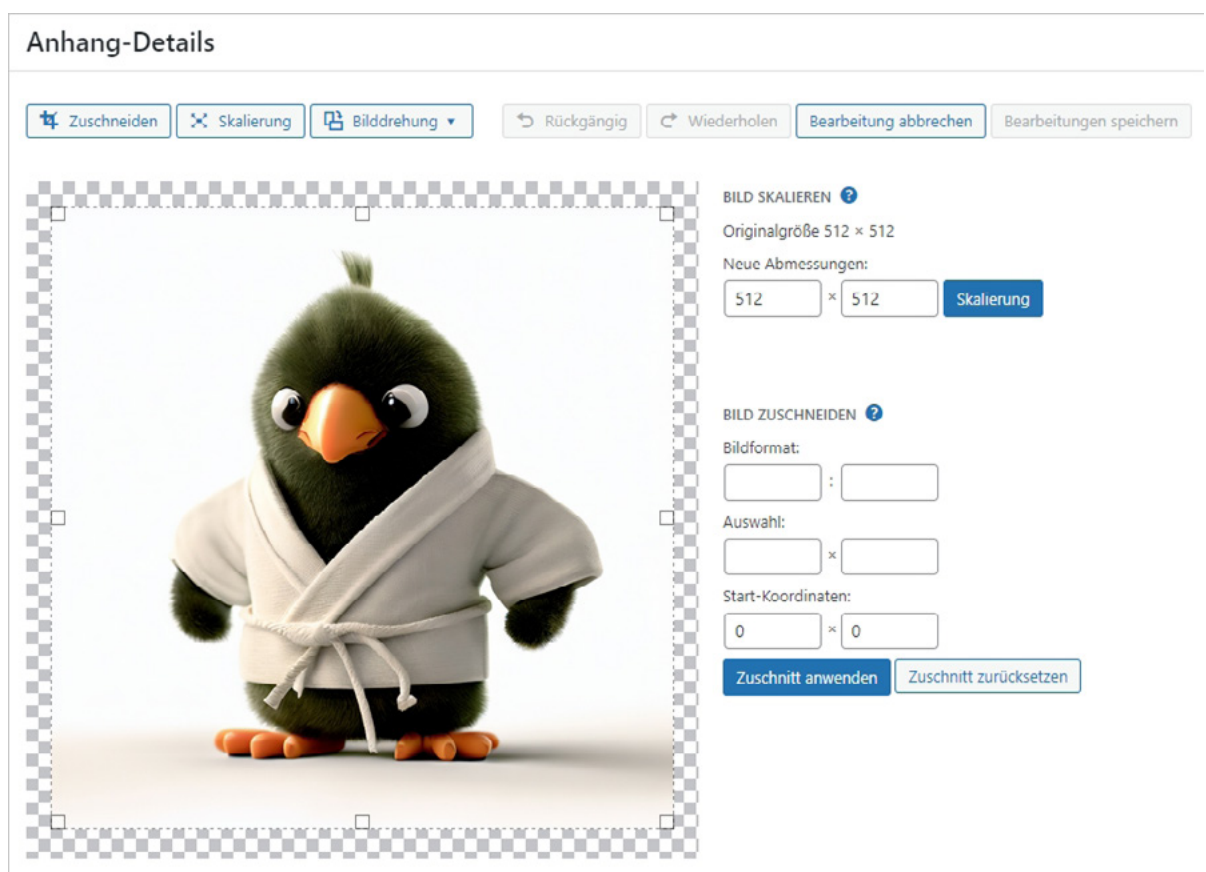 Anhang-Details
Zuschneiden Skalierung Bilddrehung ▾ Rückgängig Wiederholen Bearbeitung abbrechen Bearbeitungen speichern
BILD SKALIEREN ?
Originalgröße 512 × 512
Neue Abmessungen:
512 × 512 Skalierung
BILD ZUSCHNEIDEN ?
Bildformat:
:
Auswahl:
×
Start-Koordinaten:
0 × 0
Zuschnitt anwenden Zuschnitt zurücksetzen